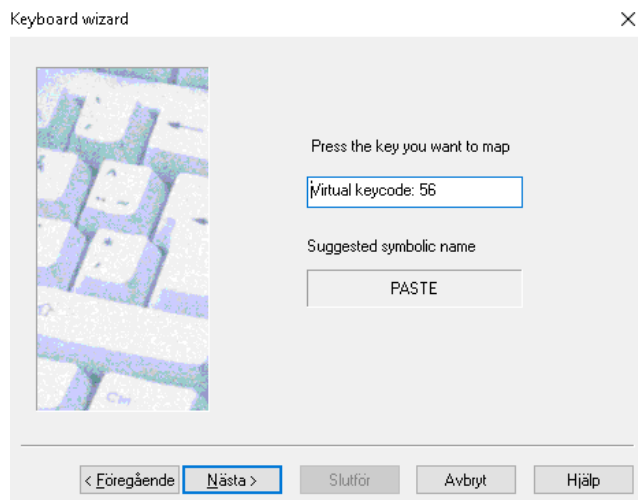 Keyboard wizard
Press the key you want to map
Virtual keycode: 56
Suggested symbolic name
PASTE
< Föregående
Nästa >
Slutför
Avbryt
Hjälp